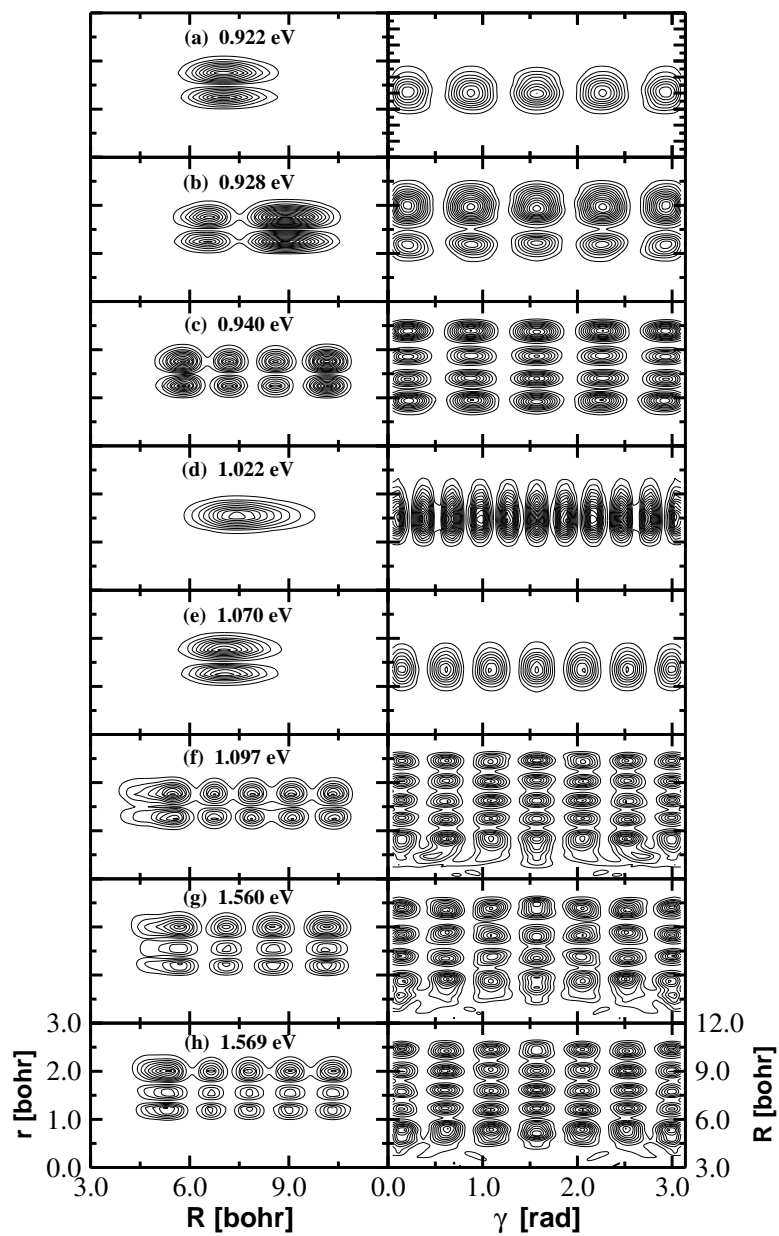 (a) 0.922 eV
(b) 0.928 eV
(c) 0.940 eV
(d) 1.022 eV
(e) 1.070 eV
(f) 1.097 eV
(g) 1.560 eV
(h) 1.569 eV
3.0
2.0
1.0
0.0
r [bohr]
12.0
9.0
6.0
3.0
R [bohr]
3.0 6.0 9.0 0.0 1.0 2.0 3.0
R [bohr] γ [rad]